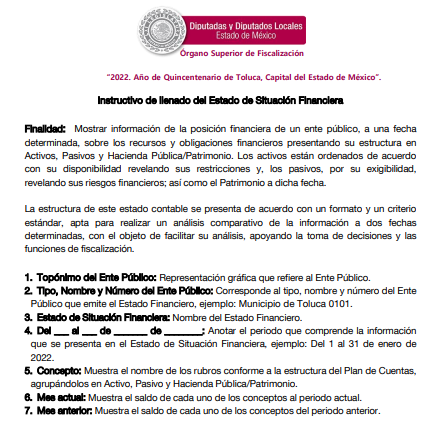 Diputadas y Diputados Locales
Estado de México
Órgano Superior de Fiscalización
"2022. Año de Quincentenario de Toluca, Capital del Estado de México".
Instructivo de llenado del Estado de Situación Financiera
Finalidad: Mostrar información de la posición financiera de un ente público, a una fecha
determinada, sobre los recursos y obligaciones financieros presentando su estructura en
Activos, Pasivos y Hacienda Pública/Patrimonio. Los activos están ordenados de acuerdo
con su disponibilidad revelando sus restricciones y, los pasivos, por su exigibilidad,
revelando sus riesgos financieros; así como el Patrimonio a dicha fecha.
La estructura de este estado contable se presenta de acuerdo con un formato y un criterio
estándar, apta para realizar un análisis comparativo de la información a dos fechas
determinadas, con el objeto de facilitar su análisis, apoyando la toma de decisiones y las
funciones de fiscalización.
1. Topónimo del Ente Público: Representación gráfica que refiere al Ente Público.
2. Tipo, Nombre y Número del Ente Público: Corresponde al tipo, nombre y número del Ente
Público que emite el Estado Financiero, ejemplo: Municipio de Toluca 0101.
3. Estado de Situación Financiera: Nombre del Estado Financiero.
4. Del ___ al ___ de _______ de ________: Anotar el periodo que comprende la información
que se presenta en el Estado de Situación Financiera, ejemplo: Del 1 al 31 de enero de
2022.
5. Concepto: Muestra el nombre de los rubros conforme a la estructura del Plan de Cuentas,
agrupándolos en Activo, Pasivo y Hacienda Pública/Patrimonio.
6. Mes actual: Muestra el saldo de cada uno de los conceptos al periodo actual.
7. Mes anterior: Muestra el saldo de cada uno de los conceptos del periodo anterior.